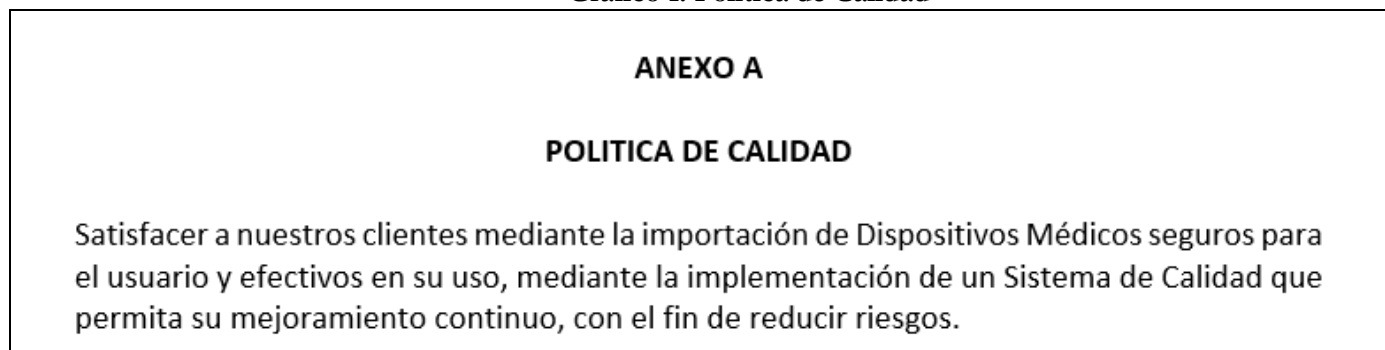 ANEXO A
POLITICA DE CALIDAD
Satisfacer a nuestros clientes mediante la importación de Dispositivos Médicos seguros para
el usuario y efectivos en su uso, mediante la implementación de un Sistema de Calidad que
permita su mejoramiento continuo, con el fin de reducir riesgos.